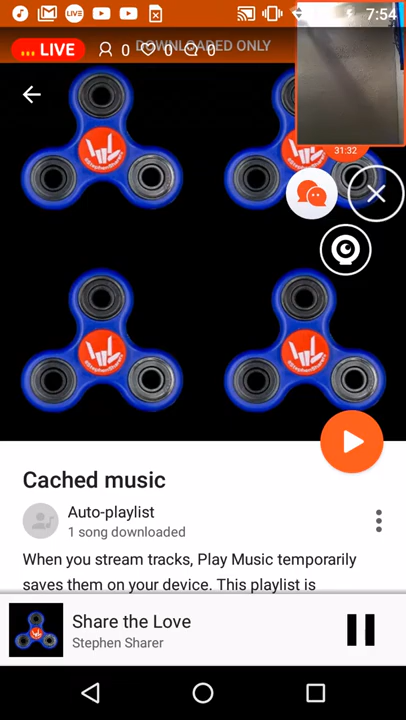 LIVE
7:54
LIVE 0 0 0
DOWNLOADED ONLY
31:32
Cached music
Auto-playlist
1 song downloaded
When you stream tracks, Play Music temporarily
saves them on your device. This playlist is
Share the Love
Stephen Sharer